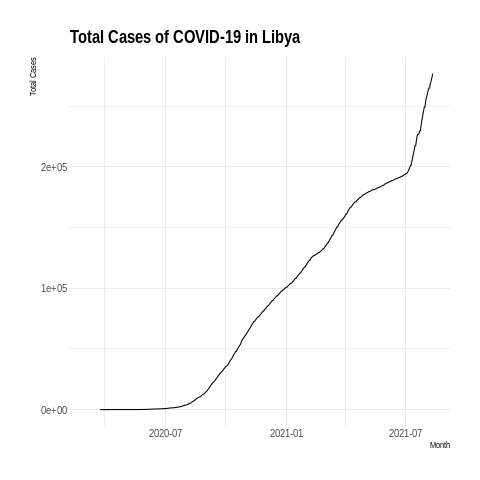 Total Cases of COVID-19 in Libya
Total Cases
2e+05
1e+05
0e+00
2020-07
2021-01
2021-07
Month